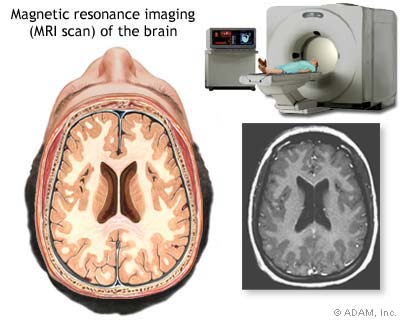 Magnetic resonance imaging
(MRI scan) of the brain
© ADAM, Inc.